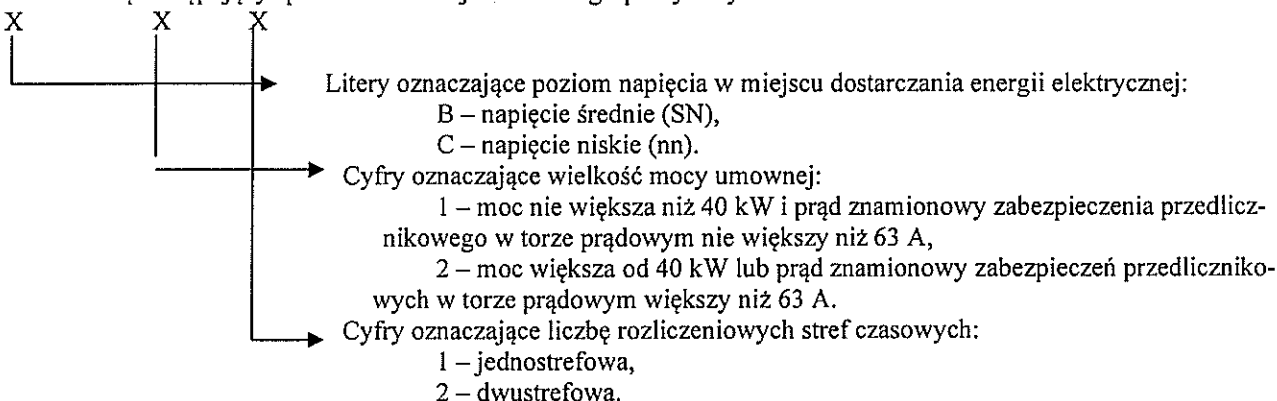 X X X
Litery oznaczające poziom napięcia w miejscu dostarczania energii elektrycznej:
B – napięcie średnie (SN),
C – napięcie niskie (nn).
Cyfry oznaczające wielkość mocy umownej:
1 – moc nie większa niż 40 kW i prąd znamionowy zabezpieczenia przedlicz-
nikowego w torze prądowym nie większy niż 63 A,
2 – moc większa od 40 kW lub prąd znamionowy zabezpieczeń przedliczniko-
wych w torze prądowym większy niż 63 A.
Cyfry oznaczające liczbę rozliczeniowych stref czasowych:
1 – jednostrefowa,
2 – dwustrefowa.